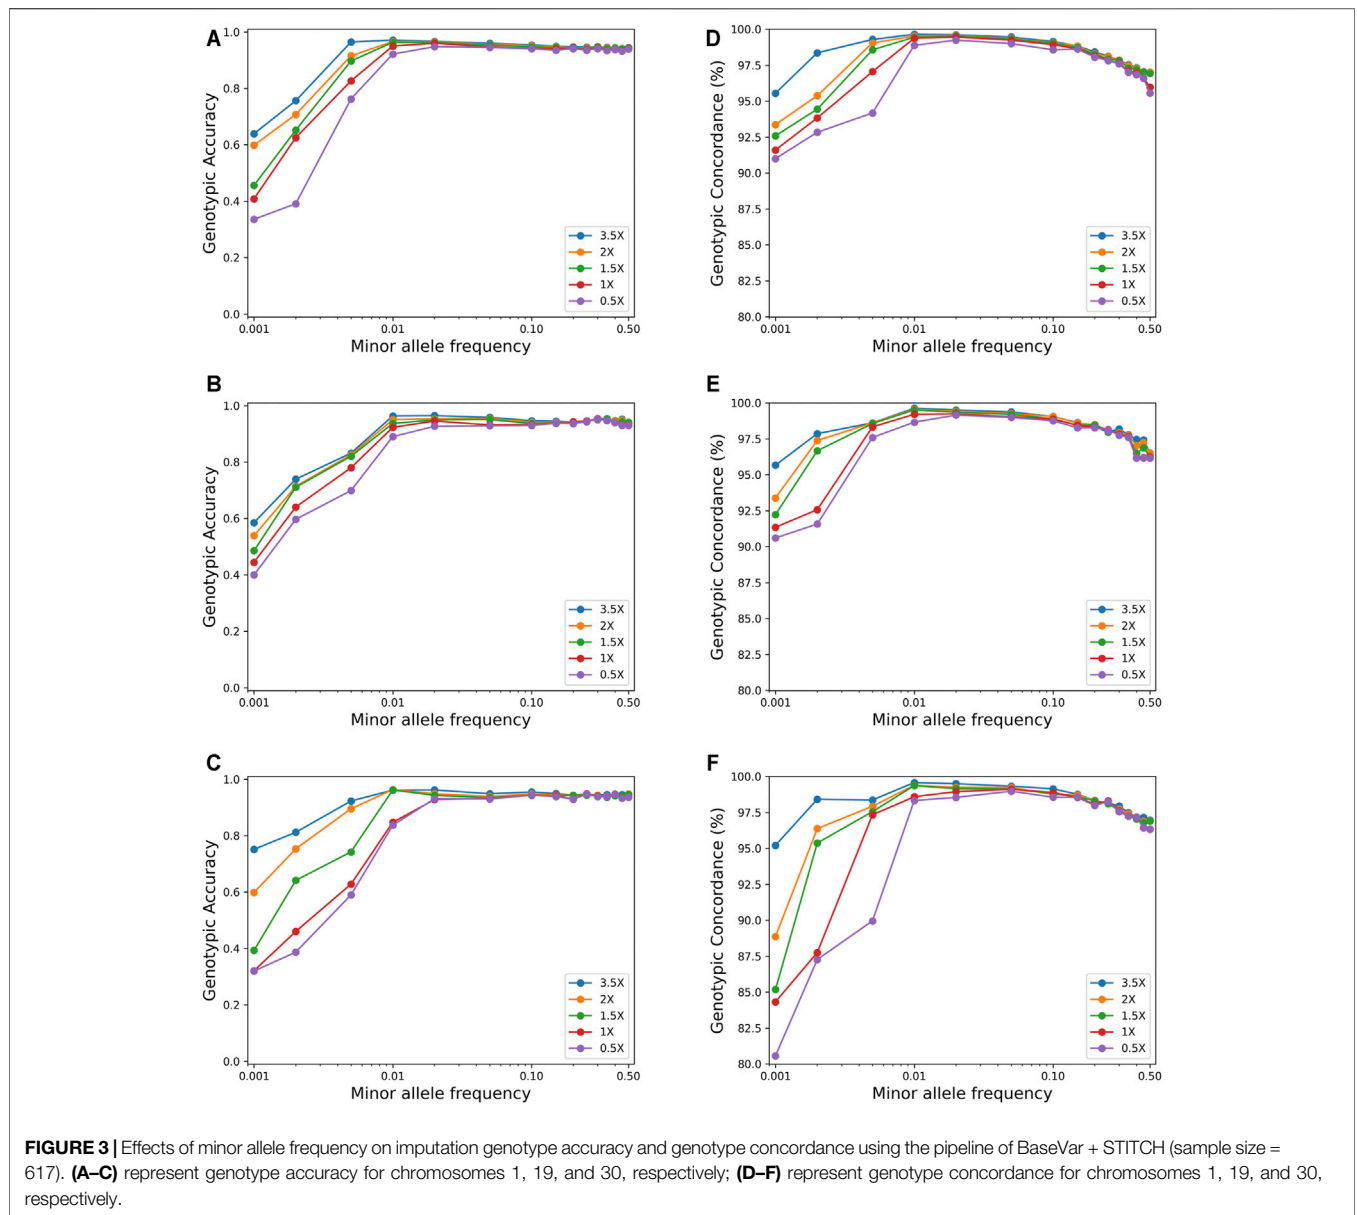 A
Genotypic Accuracy
1.0
0.8
0.6
0.4
0.2
0.0
0.001
0.01
0.10
0.50
Minor allele frequency
3.5X
2X
1.5X
1X
0.5X
D
Genotypic Concordance (%)
100.0
97.5
95.0
92.5
90.0
87.5
85.0
82.5
80.0
0.001
0.01
0.10
0.50
Minor allele frequency
3.5X
2X
1.5X
1X
0.5X
B
Genotypic Accuracy
1.0
0.8
0.6
0.4
0.2
0.0
0.001
0.01
0.10
0.50
Minor allele frequency
3.5X
2X
1.5X
1X
0.5X
E
Genotypic Concordance (%)
100.0
97.5
95.0
92.5
90.0
87.5
85.0
82.5
80.0
0.001
0.01
0.10
0.50
Minor allele frequency
3.5X
2X
1.5X
1X
0.5X
C
Genotypic Accuracy
1.0
0.8
0.6
0.4
0.2
0.0
0.001
0.01
0.10
0.50
Minor allele frequency
3.5X
2X
1.5X
1X
0.5X
F
Genotypic Concordance (%)
100.0
97.5
95.0
92.5
90.0
87.5
85.0
82.5
80.0
0.001
0.01
0.10
0.50
Minor allele frequency
3.5X
2X
1.5X
1X
0.5X
FIGURE 3 | Effects of minor allele frequency on imputation genotype accuracy and genotype concordance using the pipeline of BaseVar + STITCH (sample size =
617). (A–C) represent genotype accuracy for chromosomes 1, 19, and 30, respectively; (D–F) represent genotype concordance for chromosomes 1, 19, and 30,
respectively.